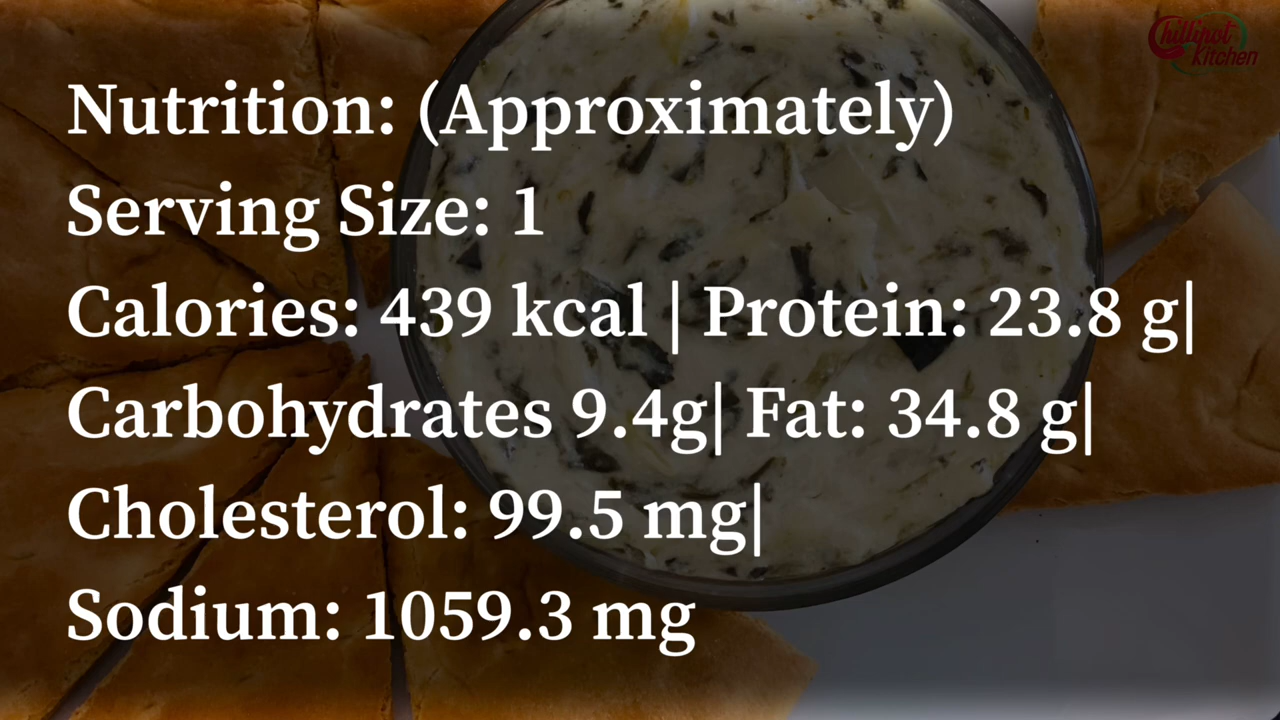 Chillihot
Kitchen
Nutrition: (Approximately)
Serving Size: 1
Calories: 439 kcal | Protein: 23.8 g|
Carbohydrates 9.4g| Fat: 34.8 g|
Cholesterol: 99.5 mg|
Sodium: 1059.3 mg